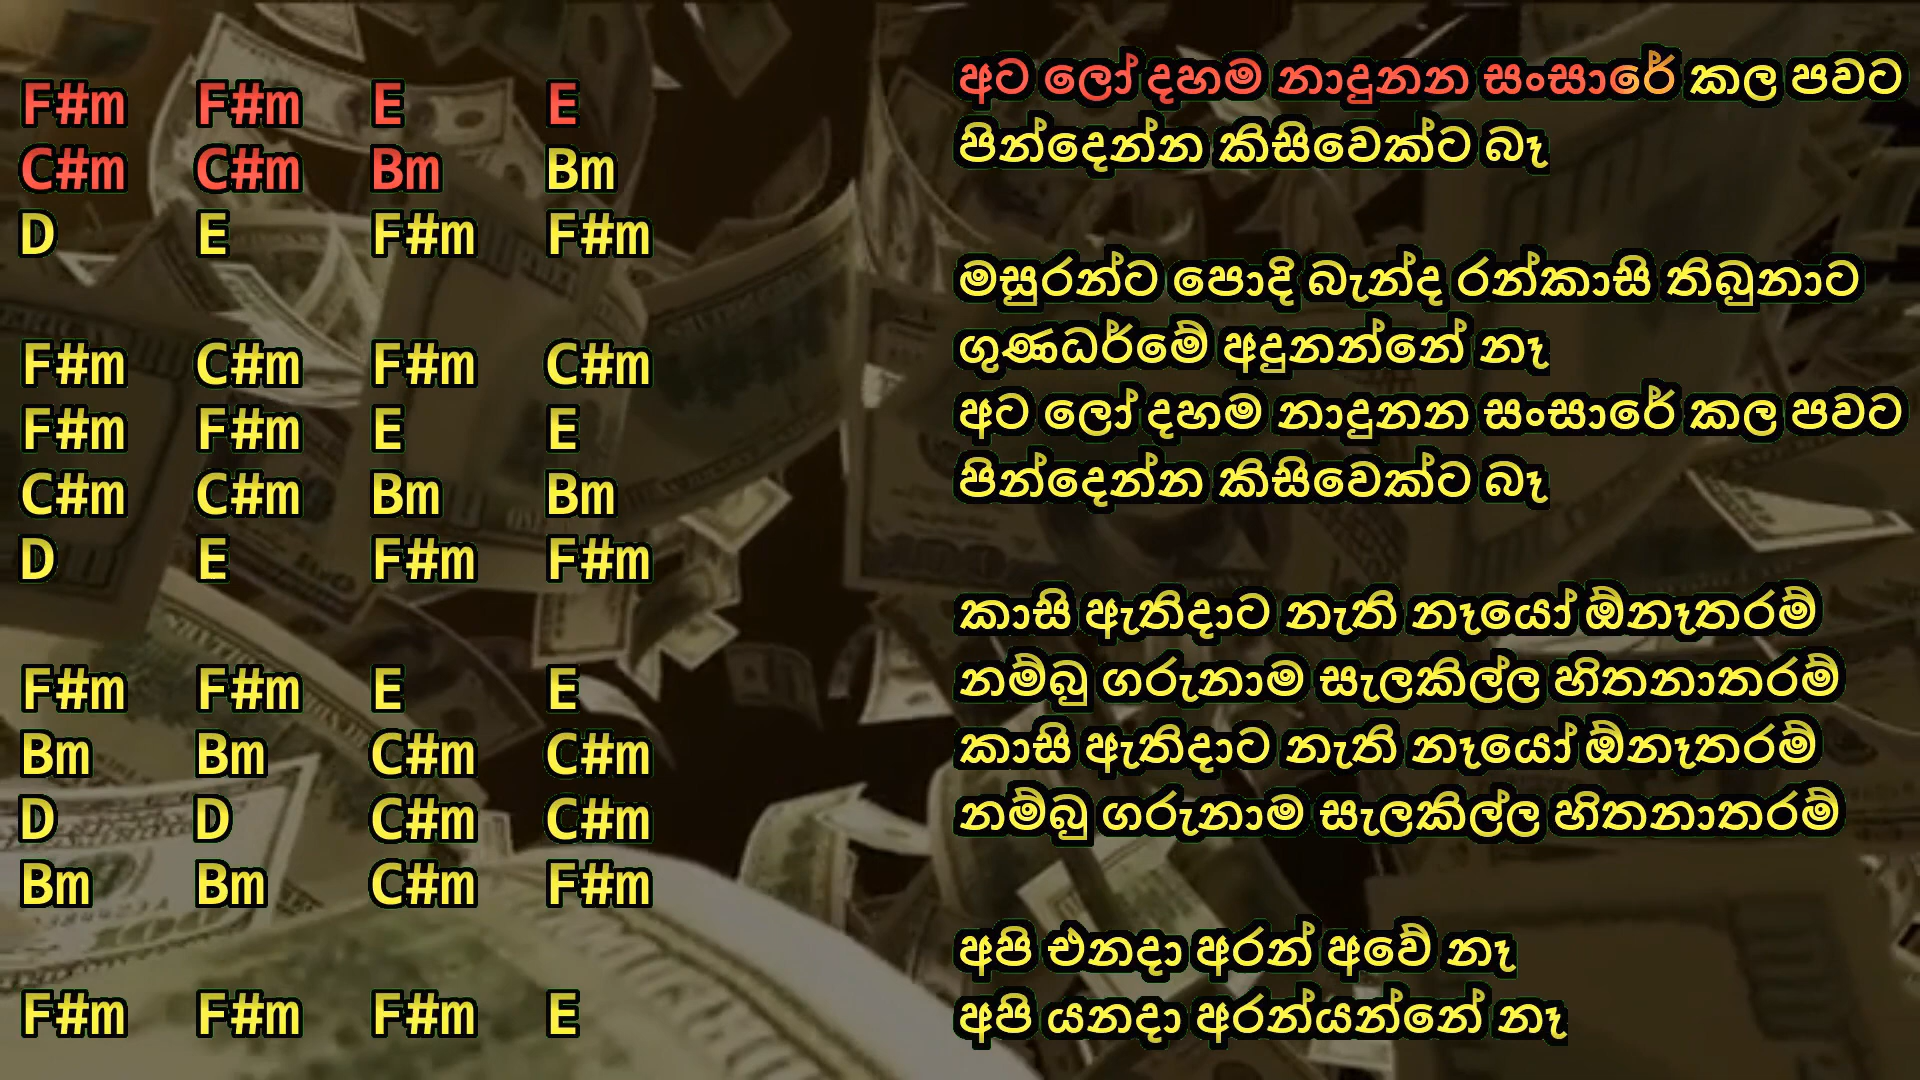 F#m F#m E E
C#m C#m Bm Bm
D E F#m F#m
F#m C#m F#m C#m
F#m F#m E E
C#m C#m Bm Bm
D E F#m F#m
F#m F#m E E
Bm Bm C#m C#m
D D C#m C#m
Bm Bm C#m F#m
F#m F#m F#m E
අට ලෝ දහම නාදුනන සංසාරේ කල පවට
පින්දෙන්න කිසිවෙක්ට බෑ
මසුරන්ට පොදි බැන්ද රන්කාසි තිබුනාට
ගුණධර්මේ අදුනන්නේ නෑ
අට ලෝ දහම නාදුනන සංසාරේ කල පවට
පින්දෙන්න කිසිවෙක්ට බෑ
කාසි ඇතිදාට නැති නෑයෝ ඕනෑතරම්
නම්බු ගරුනාම සැලකිල්ල හිතනාතරම්
කාසි ඇතිදාට නැති නෑයෝ ඕනෑතරම්
නම්බු ගරුනාම සැලකිල්ල හිතනාතරම්
අපි එනදා අරන් අවේ නෑ
අපි යනදා අරන්යන්නේ නෑ